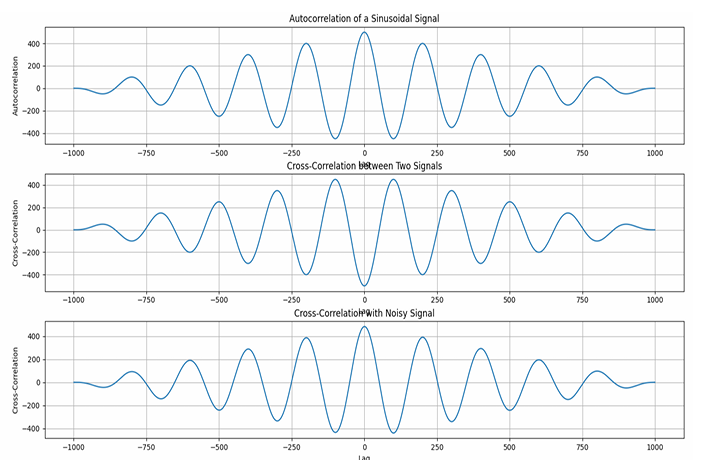 Autocorrelation of a Sinusoidal Signal
Autocorrelation
400
200
0
−200
−400
−1000 −750 −500 −250 0 250 500 750 1000
Cross-Correlation between Two Signals
Cross-Correlation
400
200
0
−200
−400
−1000 −750 −500 −250 0 250 500 750 1000
Cross-Correlation with Noisy Signal
Cross-Correlation
400
200
0
−200
−400
−1000 −750 −500 −250 0 250 500 750 1000
Lag